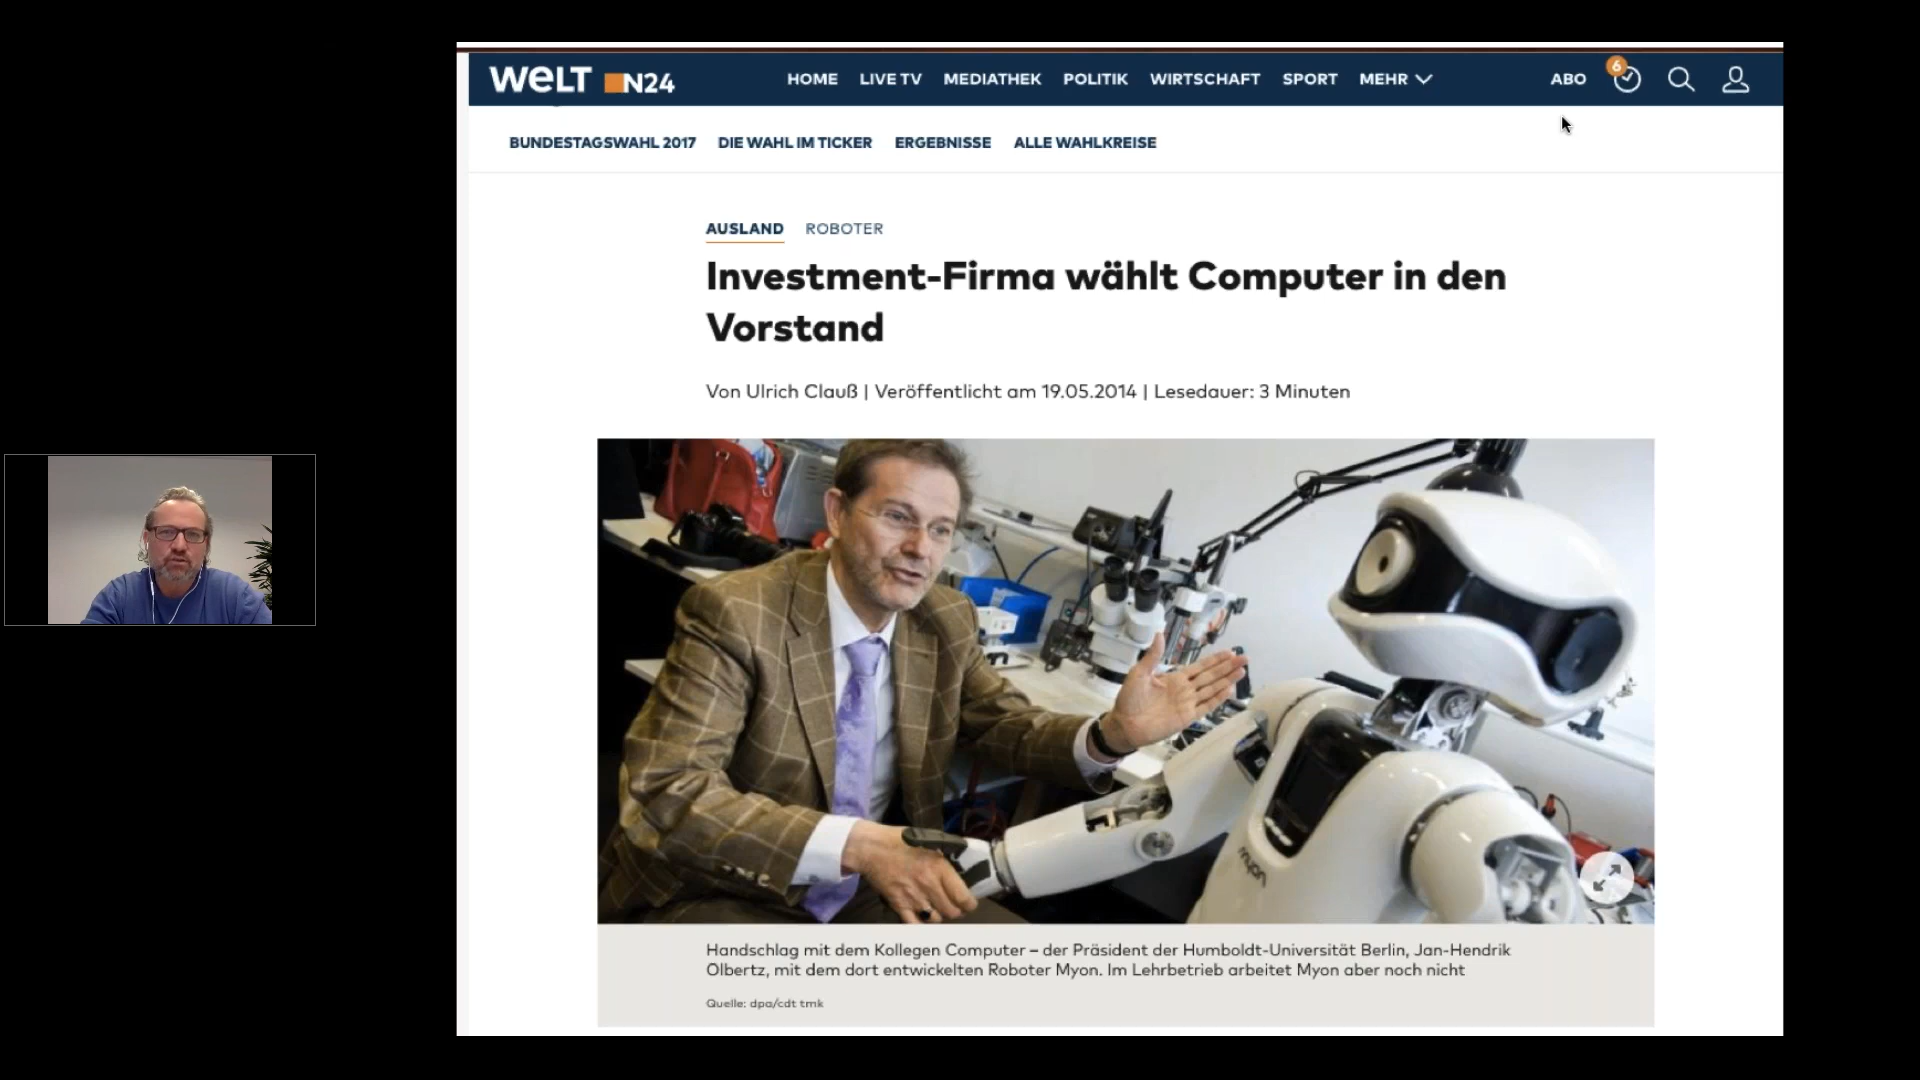 WELT N24
HOME LIVE TV MEDIATHEK POLITIK WIRTSCHAFT SPORT MEHR ABO 6
BUNDESTAGSWAHL 2017 DIE WAHL IM TICKER ERGEBNISSE ALLE WAHLKREISE
AUSLAND ROBOTER
Investment-Firma wählt Computer in den
Vorstand
Von Ulrich Clauß | Veröffentlicht am 19.05.2014 | Lesedauer: 3 Minuten
myon
Handschlag mit dem Kollegen Computer – der Präsident der Humboldt-Universität Berlin, Jan-Hendrik
Olbertz, mit dem dort entwickelten Roboter Myon. Im Lehrbetrieb arbeitet Myon aber noch nicht
Quelle: dpa/cdt tmk